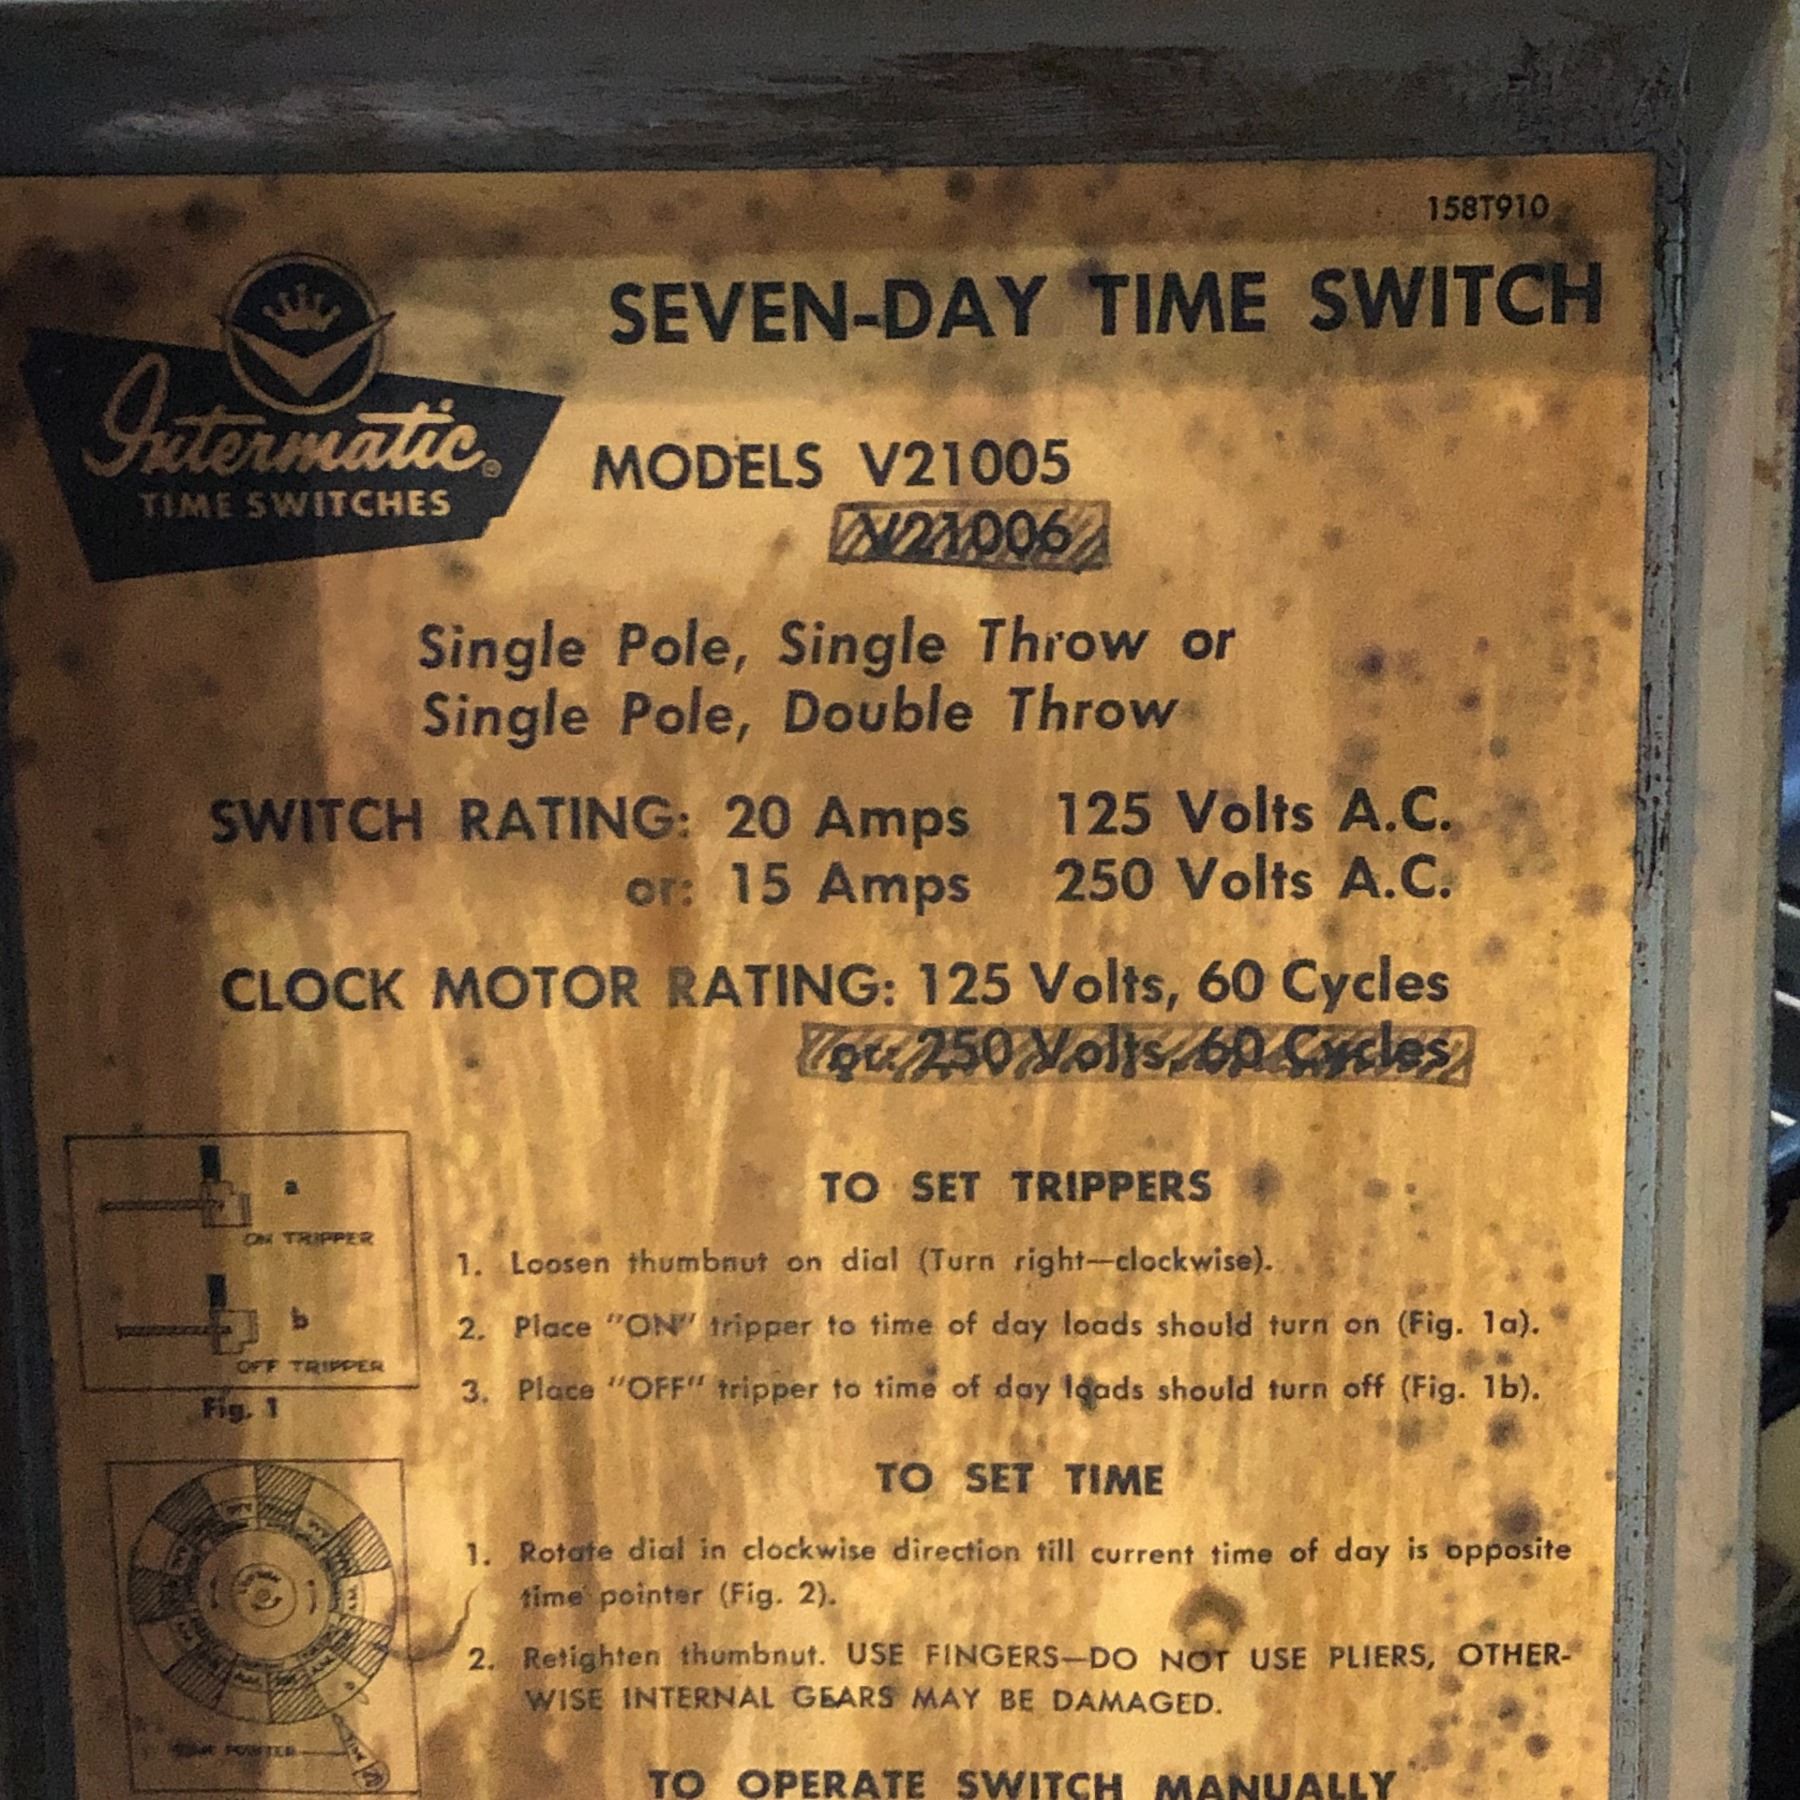 158T910
SEVEN-DAY TIME SWITCH
Intermatic®
TIME SWITCHES
MODELS V21005
V21006
Single Pole, Single Throw or
Single Pole, Double Throw
SWITCH RATING: 20 Amps 125 Volts A.C.
or: 15 Amps 250 Volts A.C.
CLOCK MOTOR RATING: 125 Volts, 60 Cycles
or: 250 Volts, 60 Cycles
a
ON TRIPPER
b
OFF TRIPPER
Fig. 1
TO SET TRIPPERS
1. Loosen thumbnut on dial (Turn right—clockwise).
2. Place "ON" tripper to time of day loads should turn on (Fig. 1a).
3. Place "OFF" tripper to time of day loads should turn off (Fig. 1b).
TO SET TIME
1. Rotate dial in clockwise direction till current time of day is opposite
time pointer (Fig. 2).
2. Retighten thumbnut. USE FINGERS—DO NOT USE PLIERS, OTHER-
WISE INTERNAL GEARS MAY BE DAMAGED.
POINTER
TIME
TO OPERATE SWITCH MANUALLY